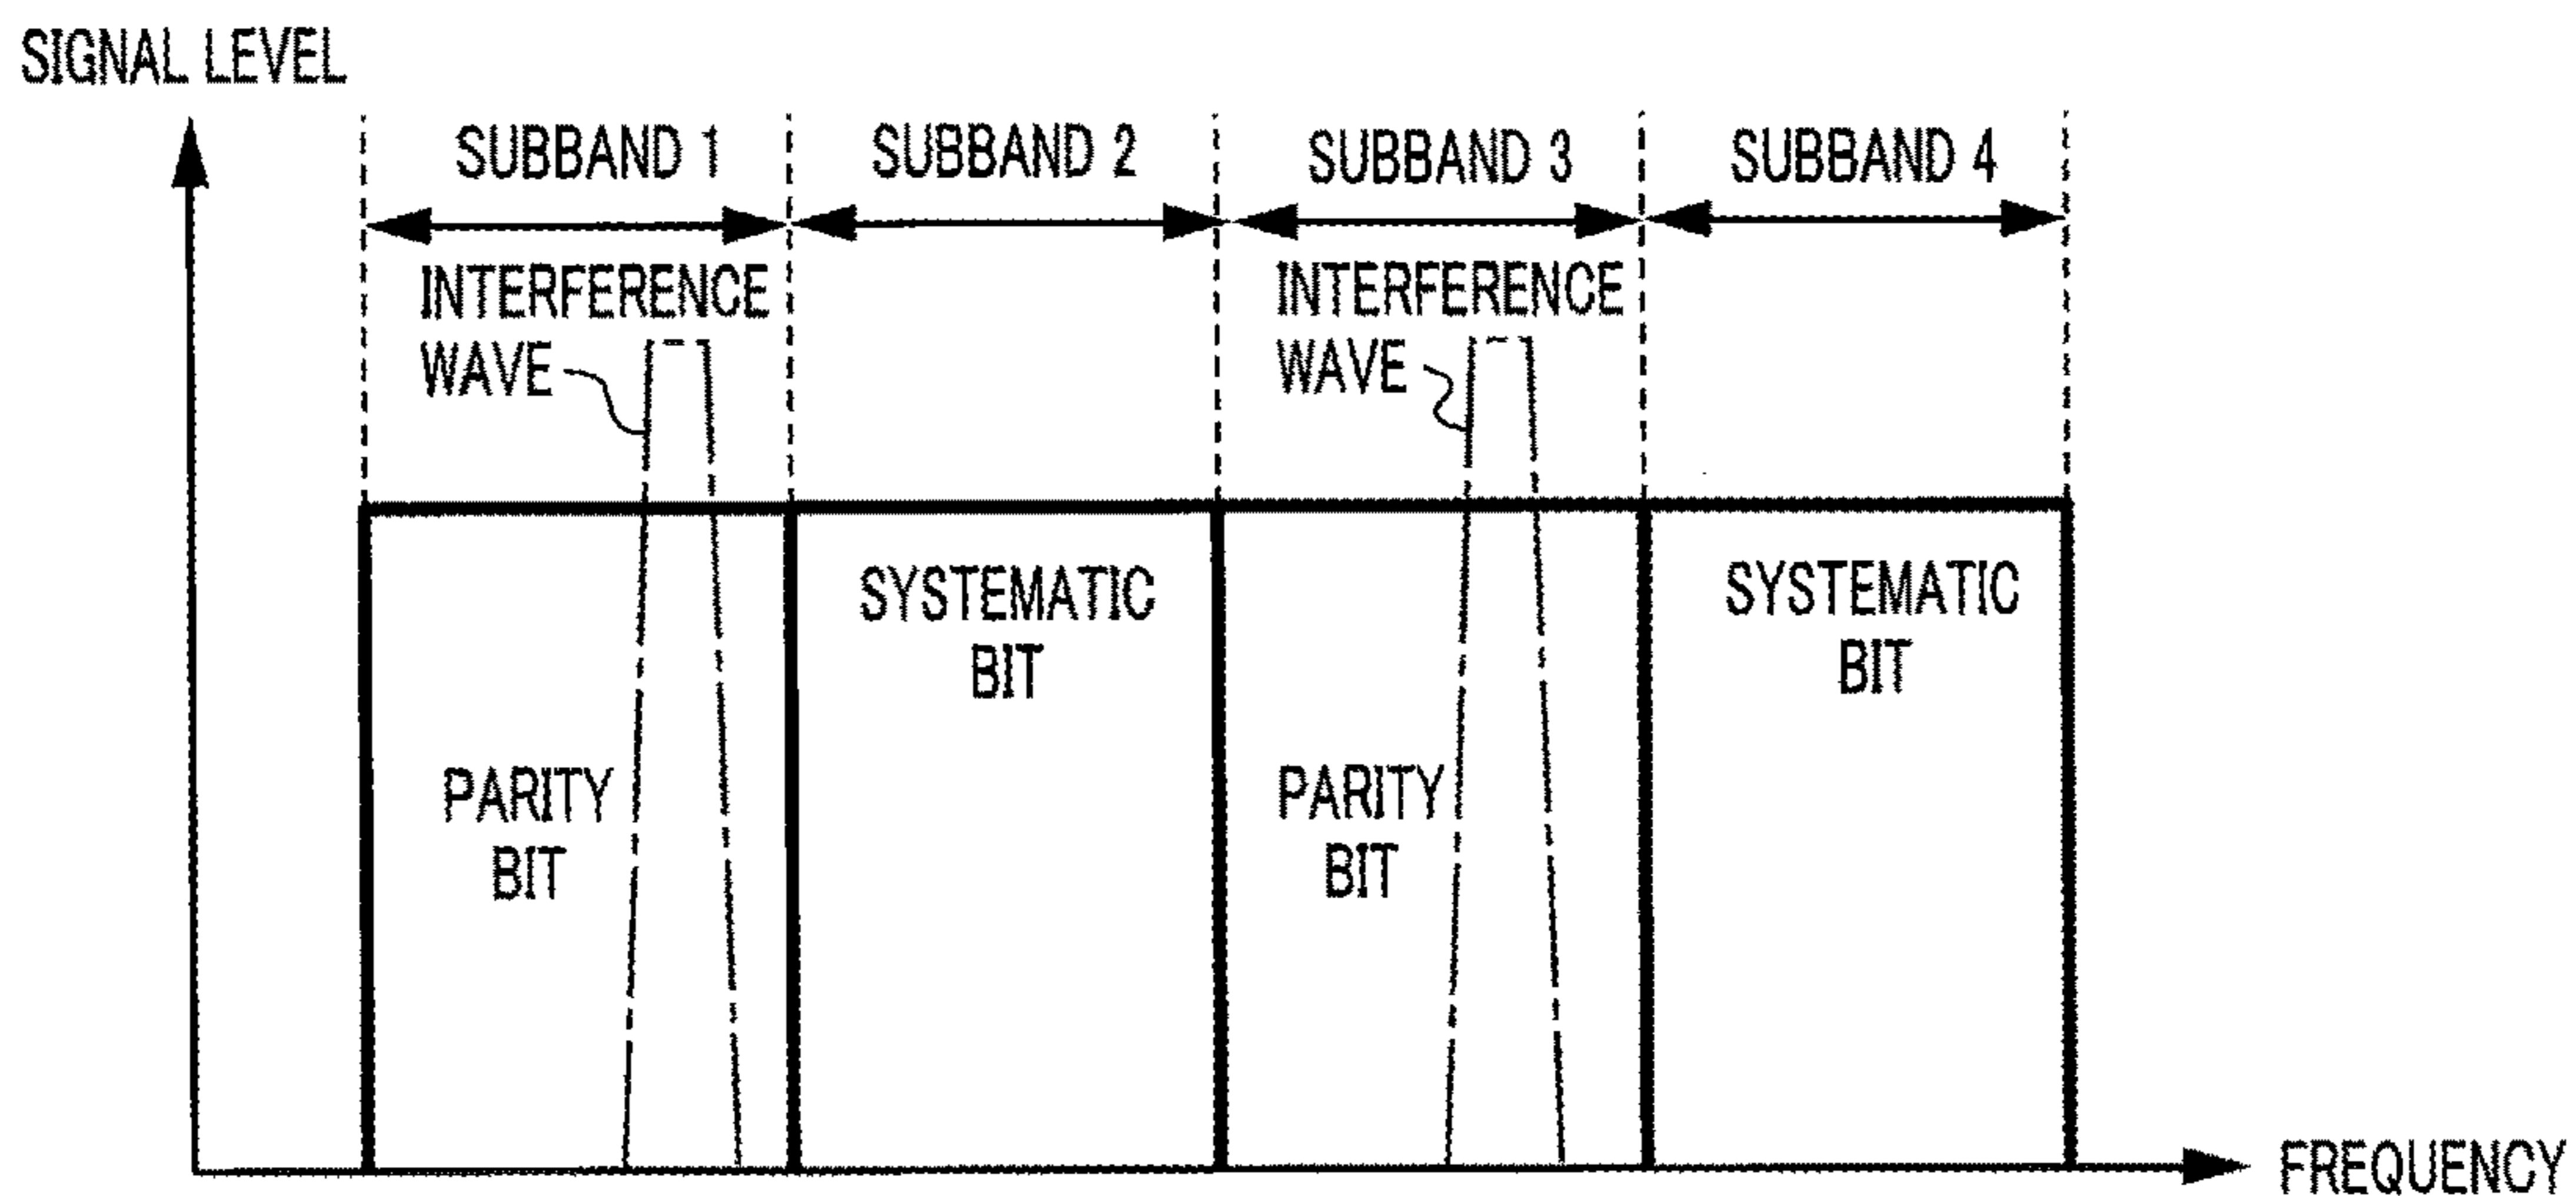 SIGNAL LEVEL
SUBBAND 1
SUBBAND 2
SUBBAND 3
SUBBAND 4
INTERFERENCE
WAVE
INTERFERENCE
WAVE
PARITY
BIT
SYSTEMATIC
BIT
PARITY
BIT
SYSTEMATIC
BIT
FREQUENCY